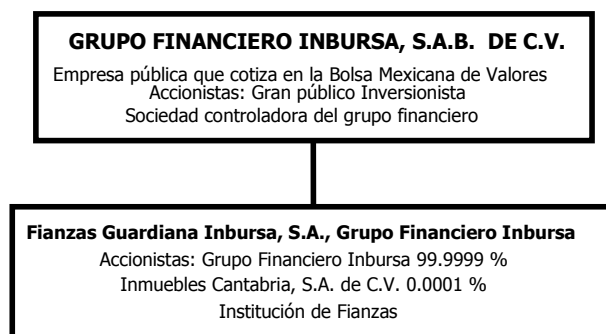 GRUPO FINANCIERO INBURSA, S.A.B. DE C.V.
Empresa pública que cotiza en la Bolsa Mexicana de Valores
Accionistas: Gran público Inversionista
Sociedad controladora del grupo financiero
Fianzas Guardiana Inbursa, S.A., Grupo Financiero Inbursa
Accionistas: Grupo Financiero Inbursa 99.9999 %
Inmuebles Cantabria, S.A. de C.V. 0.0001 %
Institución de Fianzas